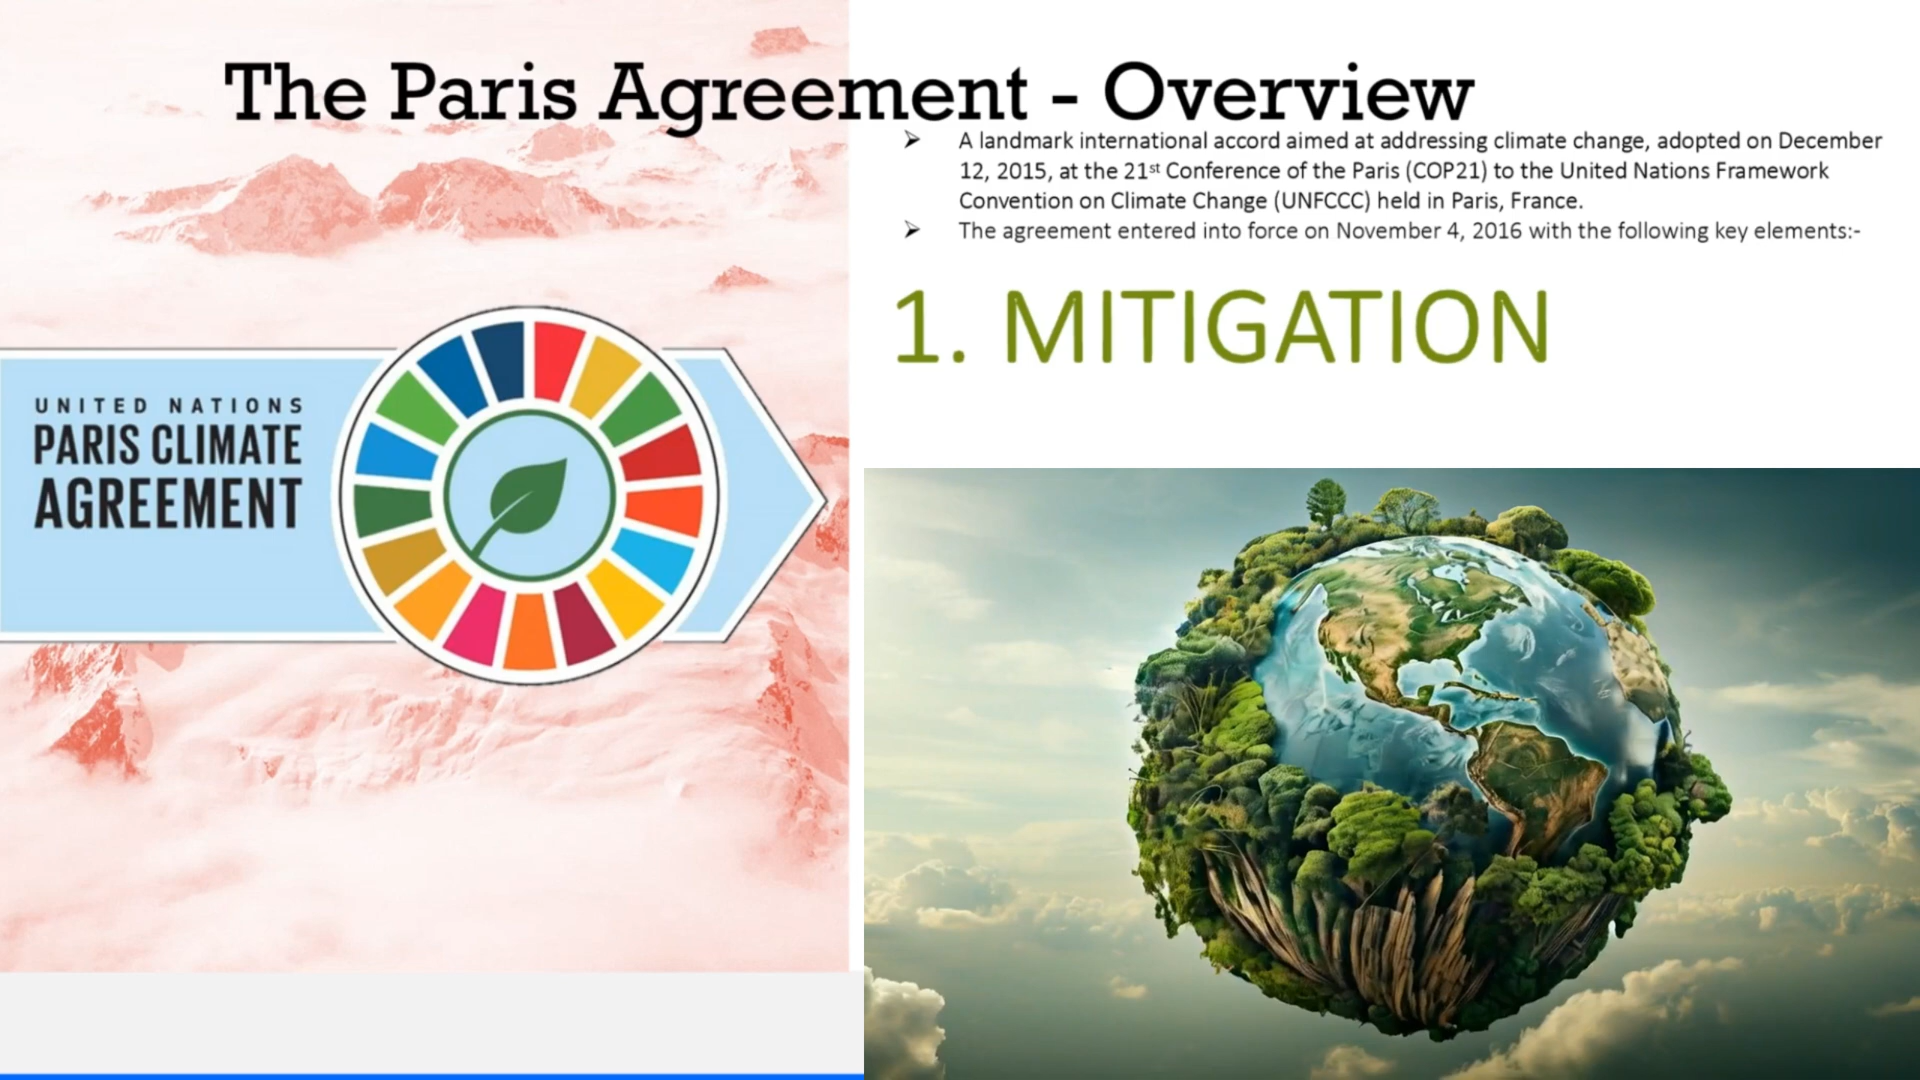 The Paris Agreement - Overview
➢ A landmark international accord aimed at addressing climate change, adopted on December
12, 2015, at the 21st Conference of the Paris (COP21) to the United Nations Framework
Convention on Climate Change (UNFCCC) held in Paris, France.
➢ The agreement entered into force on November 4, 2016 with the following key elements:-
1. MITIGATION
UNITED NATIONS
PARIS CLIMATE
AGREEMENT